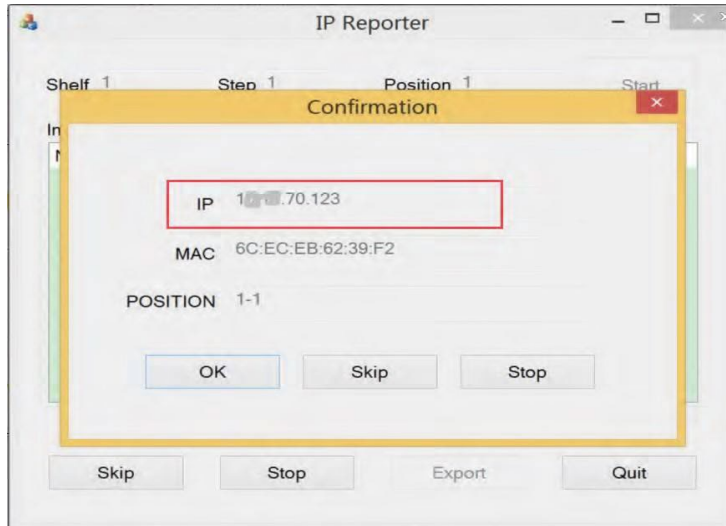 IP Reporter
Shelf 1 Step 1 Position 1 Start
Confirmation
IP .70.123
MAC 6C:EC:EB:62:39:F2
POSITION 1-1
OK Skip Stop
Skip Stop Export Quit